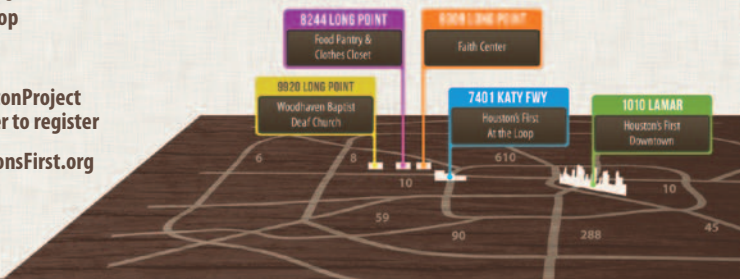 op
onProject
er to register
onsFirst.org
8244 LONG POINT
Food Pantry &
Clothes Closet
LONG POINT
Faith Center
9920 LONG POINT
Woodhaven Baptist
Deaf Church
7401 KATY FWY
Houston's First
At the Loop
1010 LAMAR
Houston's First
Downtown
6
8
610
10
10
59
90
288
45